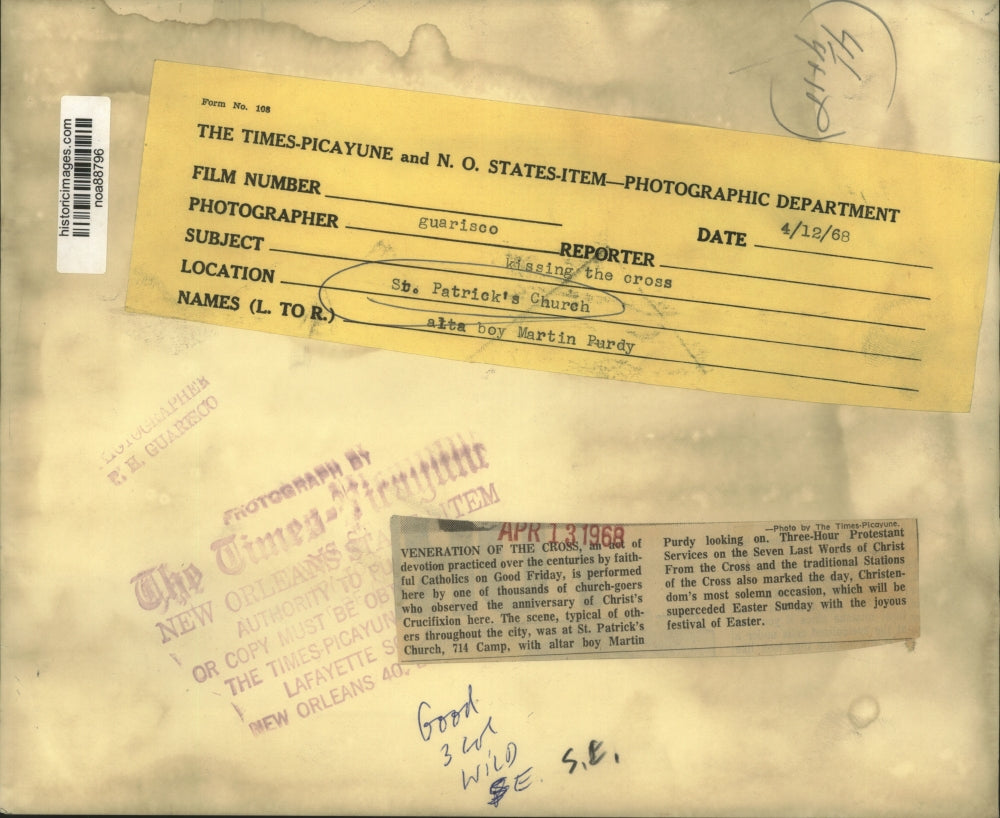 historicimages.com
noa88796
Form No. 108
THE TIMES-PICAYUNE and N. O. STATES-ITEM—PHOTOGRAPHIC DEPARTMENT
FILM NUMBER
PHOTOGRAPHER guarisco
REPORTER
DATE 4/12/68
SUBJECT kissing the cross
LOCATION St. Patrick's Church
NAMES (L. TO R.) alta boy Martin Purdy
PHOTOGRAPHER
E. H. GUARISCO
PHOTOGRAPH BY
The Times-Picayune
NEW ORLEANS STATES-ITEM
AUTHORITY TO
OR COPY MUST BE OB
THE TIMES-PICAYUN
LAFAYETTE S
NEW ORLEANS 40,
APR 13 1968
VENERATION OF THE CROSS, an act of
devotion practiced over the centuries by faith-
ful Catholics on Good Friday, is performed
here by one of thousands of church-goers
who observed the anniversary of Christ's
Crucifixion here. The scene, typical of oth-
ers throughout the city, was at St. Patrick's
Church, 714 Camp, with altar boy Martin
—Photo by The Times-Picayune.
Purdy looking on. Three-Hour Protestant
Services on the Seven Last Words of Christ
From the Cross and the traditional Stations
of the Cross also marked the day, Christen-
dom's most solemn occasion, which will be
superceded Easter Sunday with the joyous
festival of Easter.
Good
3 col
WILD
SE. S.E.